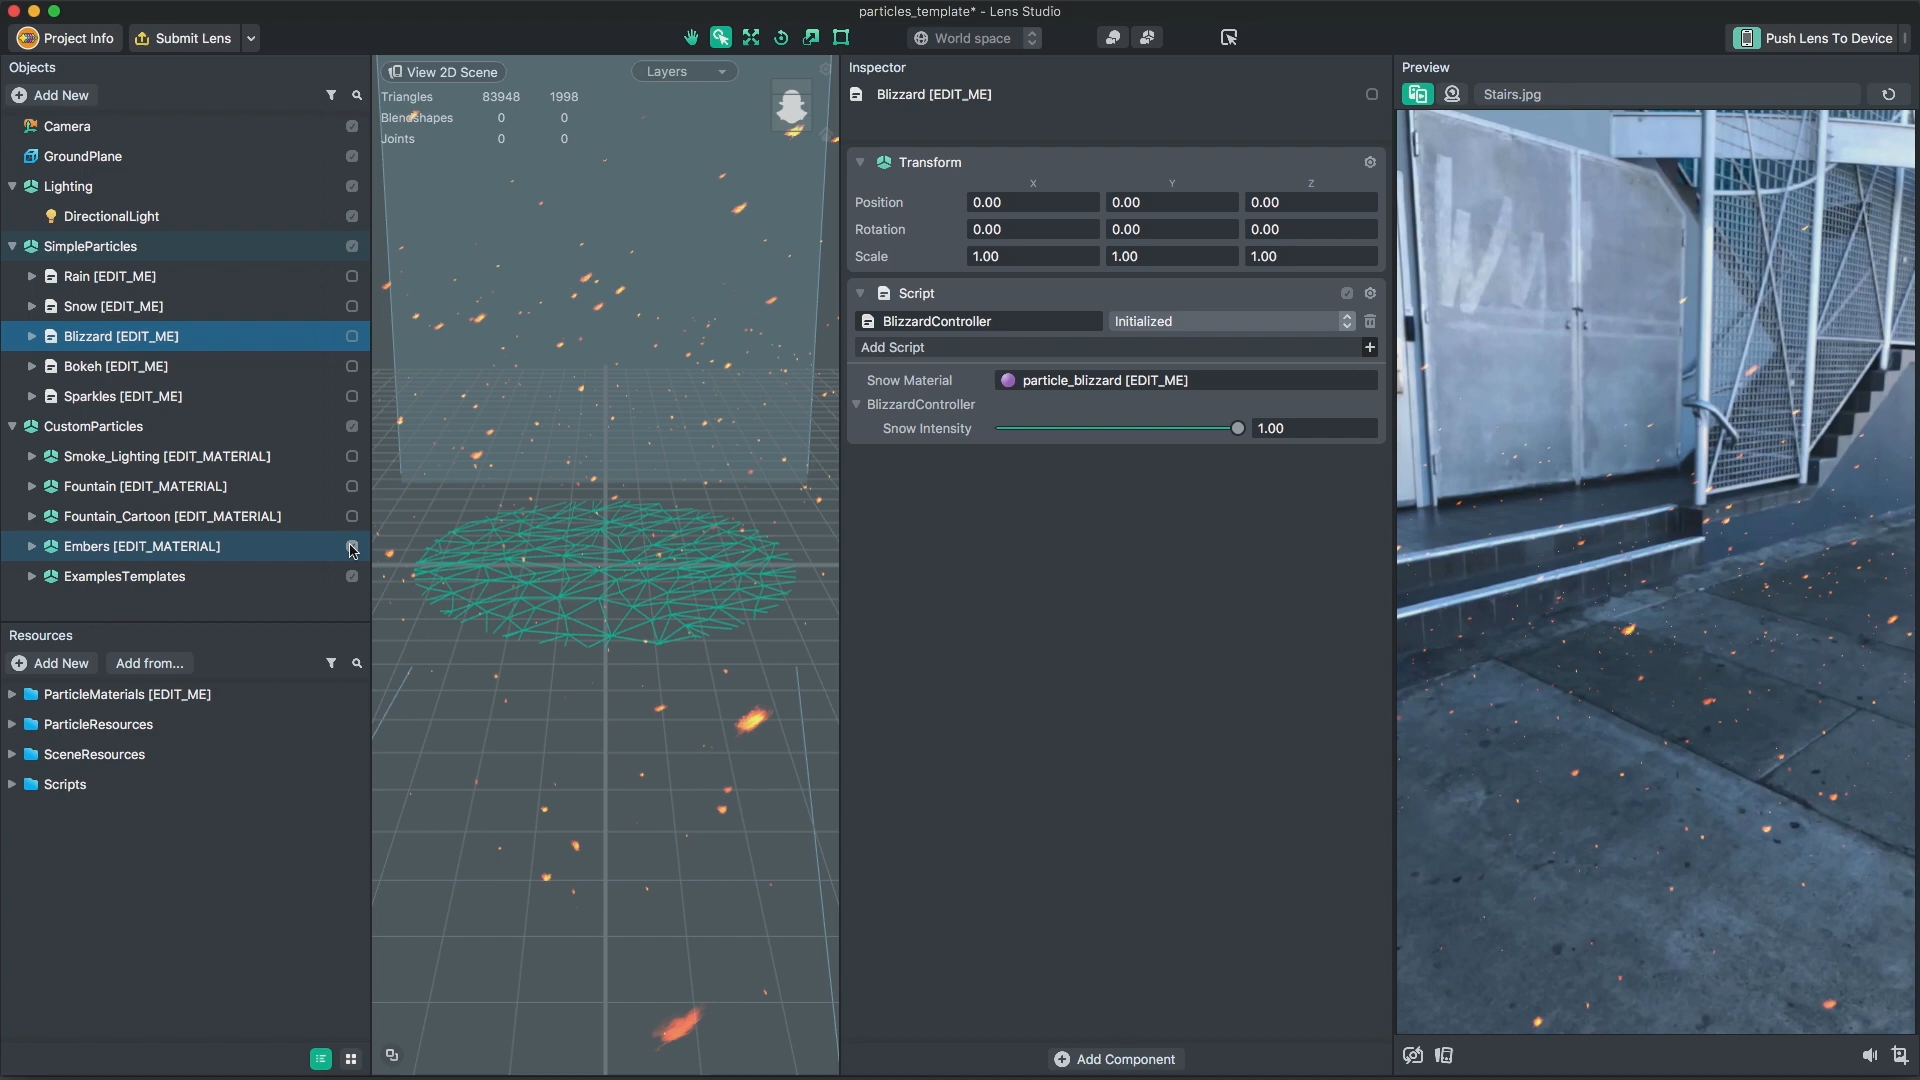 particles_template* - Lens Studio
Project Info
Submit Lens
World space
Push Lens To Device
Objects
Add New
Camera
GroundPlane
Lighting
DirectionalLight
SimpleParticles
Rain [EDIT_ME]
Snow [EDIT_ME]
Blizzard [EDIT_ME]
Bokeh [EDIT_ME]
Sparkles [EDIT_ME]
CustomParticles
Smoke_Lighting [EDIT_MATERIAL]
Fountain [EDIT_MATERIAL]
Fountain_Cartoon [EDIT_MATERIAL]
Embers [EDIT_MATERIAL]
ExamplesTemplates
Resources
Add New
Add from...
ParticleMaterials [EDIT_ME]
ParticleResources
SceneResources
Scripts
View 2D Scene
Layers
Triangles 83948 1998
Blendshapes 0 0
Joints 0 0
Inspector
Blizzard [EDIT_ME]
Transform
X Y Z
Position 0.00 0.00 0.00
Rotation 0.00 0.00 0.00
Scale 1.00 1.00 1.00
Script
BlizzardController Initialized
Add Script
Snow Material particle_blizzard [EDIT_ME]
BlizzardController
Snow Intensity 1.00
Add Component
Preview
Stairs.jpg